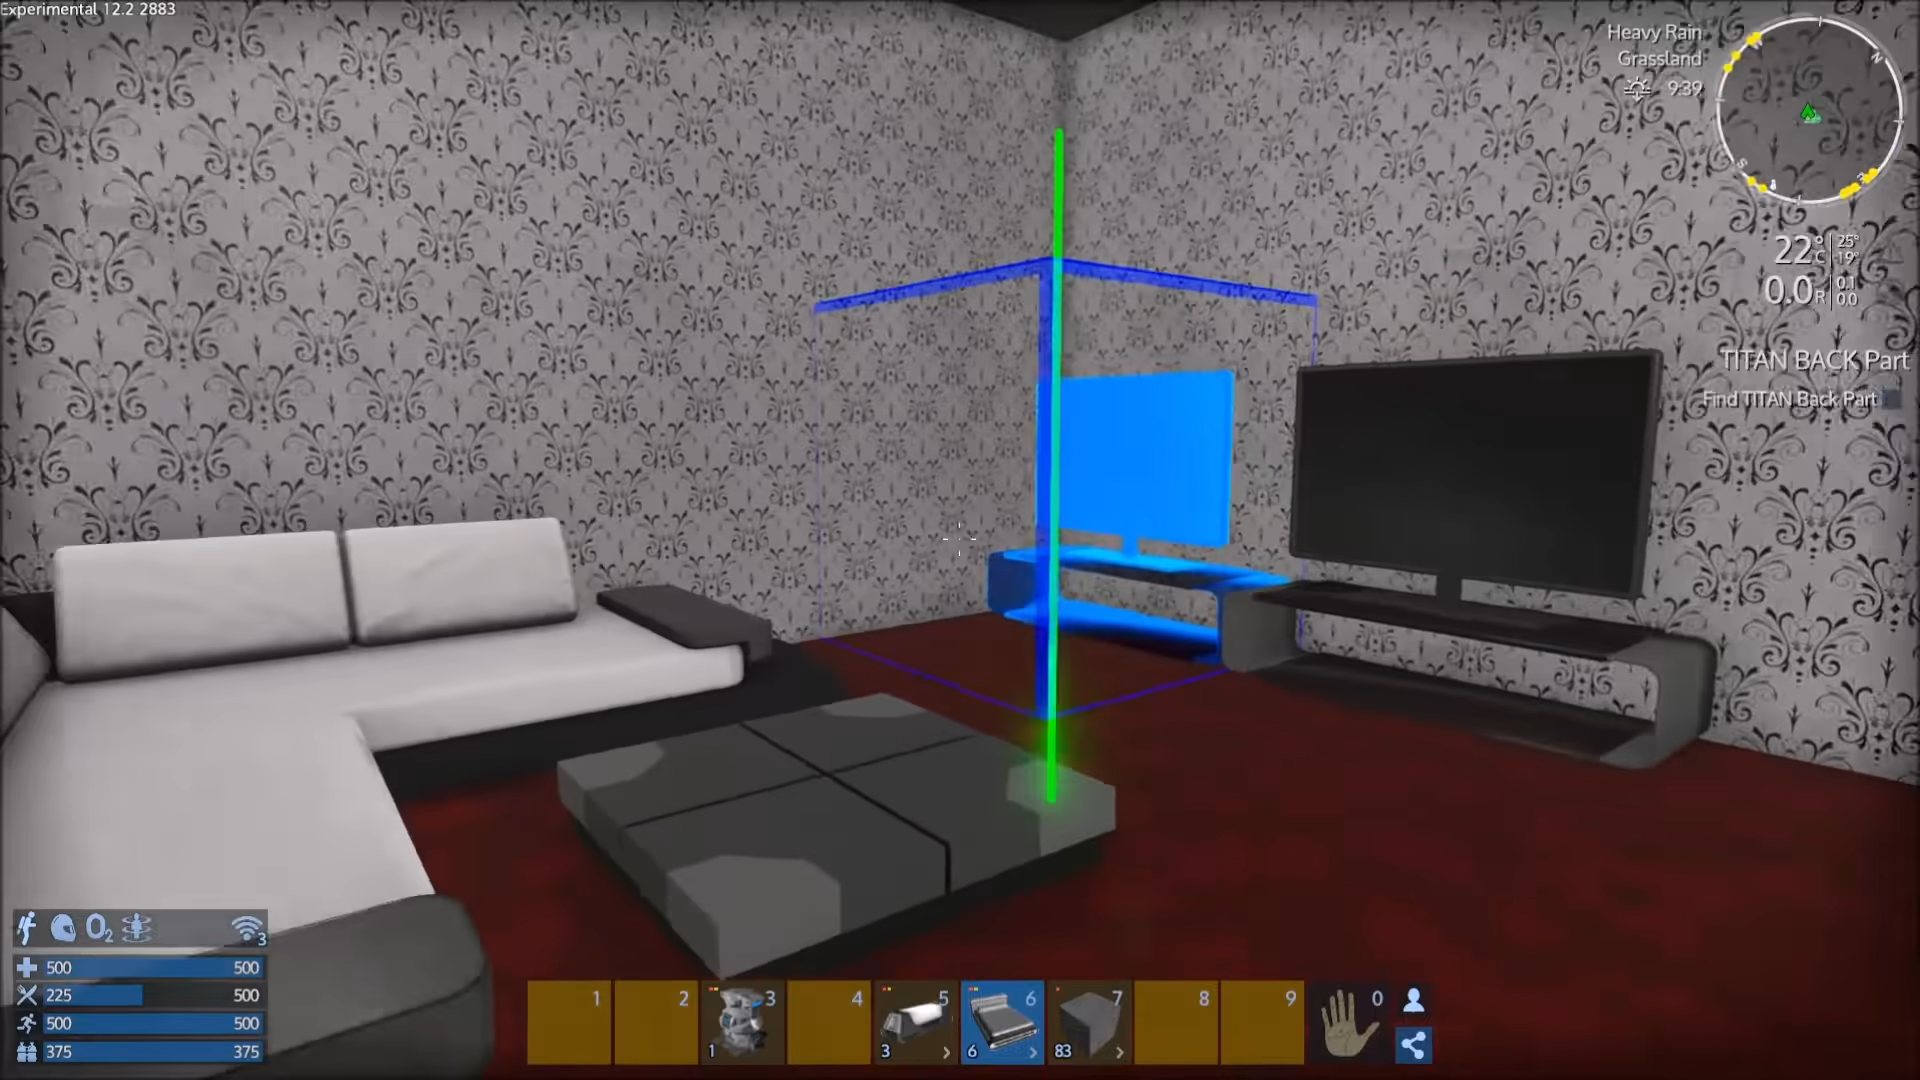 Experimental 12.2 2883
Heavy Rain
Grassland
9:39
N
S
22°C 25° -19°
0.0R 0.1 0.0
TITAN BACK Part
Find TITAN Back Part
O2 3
500 500
225 500
500 500
375 375
1 2 3 4 5 6 7 8 9 0
1 3 6 83